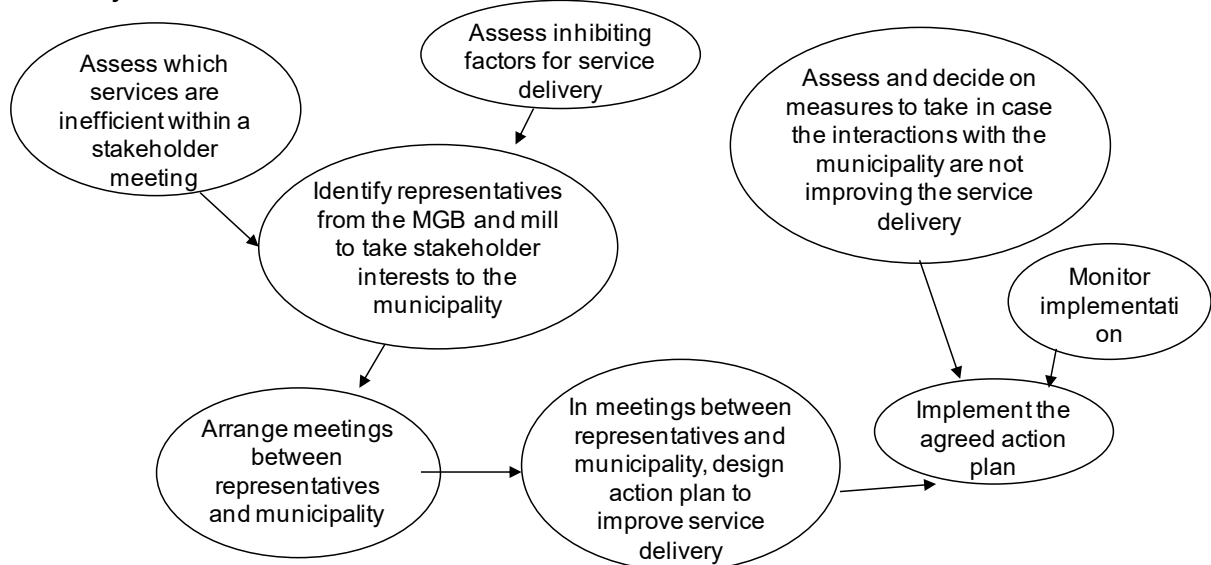 Assess which
services are
inefficient within a
stakeholder
meeting
Assess inhibiting
factors for service
delivery
Assess and decide on
measures to take in case
the interactions with the
municipality are not
improving the service
delivery
Identify representatives
from the MGB and mill
to take stakeholder
interests to the
municipality
Monitor
implementati
on
Arrange meetings
between
representatives
and municipality
In meetings between
representatives and
municipality, design
action plan to
improve service
delivery
Implement the
agreed action
plan